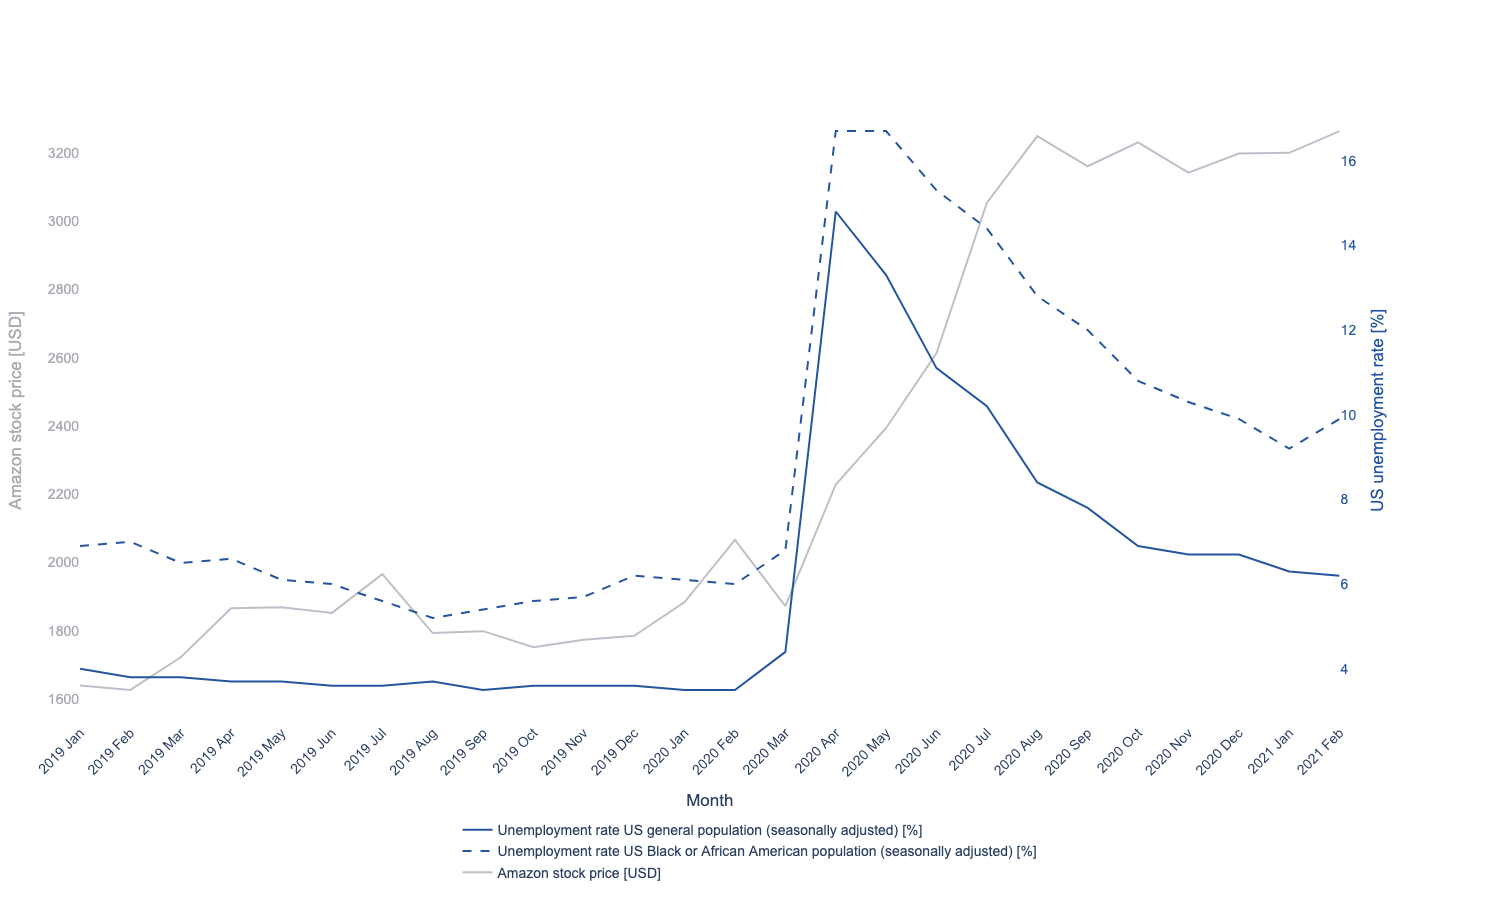 3200
3000
2800
2600
2400
2200
2000
1800
1600
Amazon stock price [USD]
16
14
12
10
8
6
4
US unemployment rate [%]
2019 Jan
2019 Feb
2019 Mar
2019 Apr
2019 May
2019 Jun
2019 Jul
2019 Aug
2019 Sep
2019 Oct
2019 Nov
2019 Dec
2020 Jan
2020 Feb
2020 Mar
2020 Apr
2020 May
2020 Jun
2020 Jul
2020 Aug
2020 Sep
2020 Oct
2020 Nov
2020 Dec
2021 Jan
2021 Feb
Month
Unemployment rate US general population (seasonally adjusted) [%]
Unemployment rate US Black or African American population (seasonally adjusted) [%]
Amazon stock price [USD]